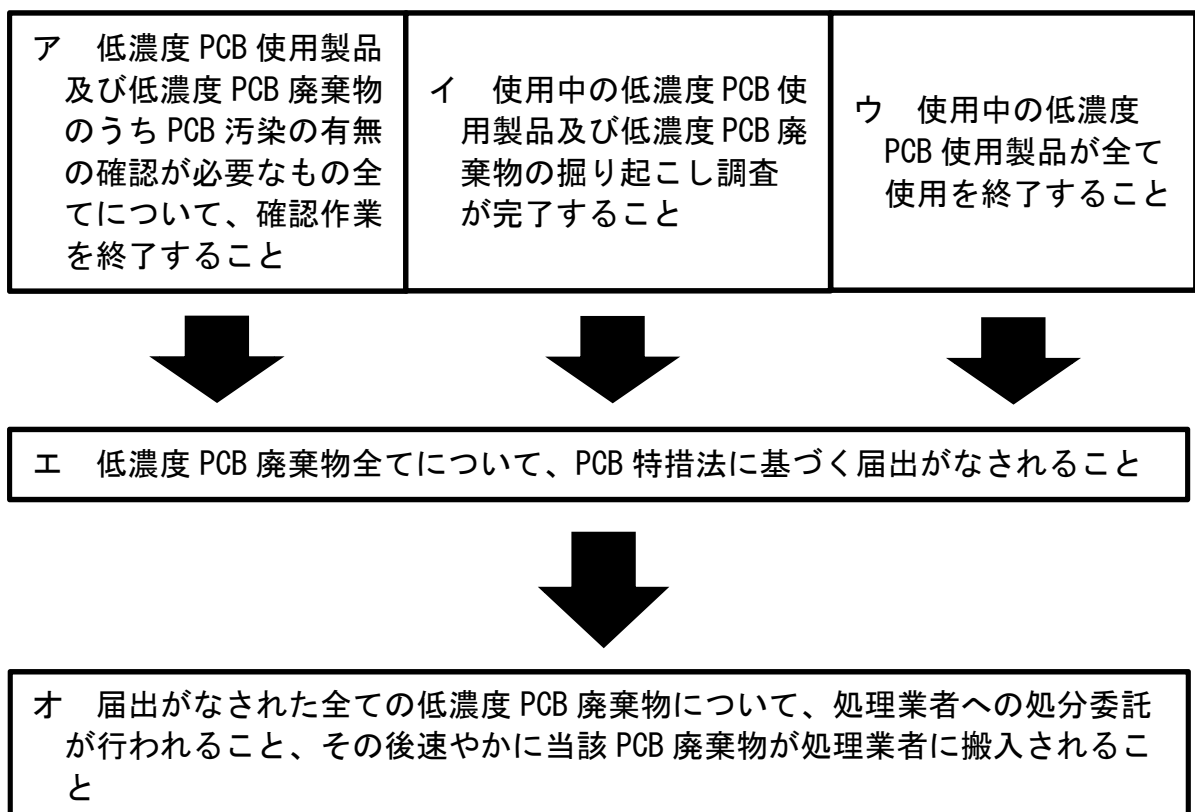 ア　低濃度 PCB 使用製品
及び低濃度 PCB 廃棄物
のうち PCB 汚染の有無
の確認が必要なもの全
てについて、確認作業
を終了すること
イ　使用中の低濃度 PCB 使
用製品及び低濃度 PCB 廃
棄物の掘り起こし調査
が完了すること
ウ　使用中の低濃度
PCB 使用製品が全て
使用を終了すること
エ　低濃度 PCB 廃棄物全てについて、PCB 特措法に基づく届出がなされること
オ　届出がなされた全ての低濃度 PCB 廃棄物について、処理業者への処分委託
が行われること、その後速やかに当該 PCB 廃棄物が処理業者に搬入されるこ
と